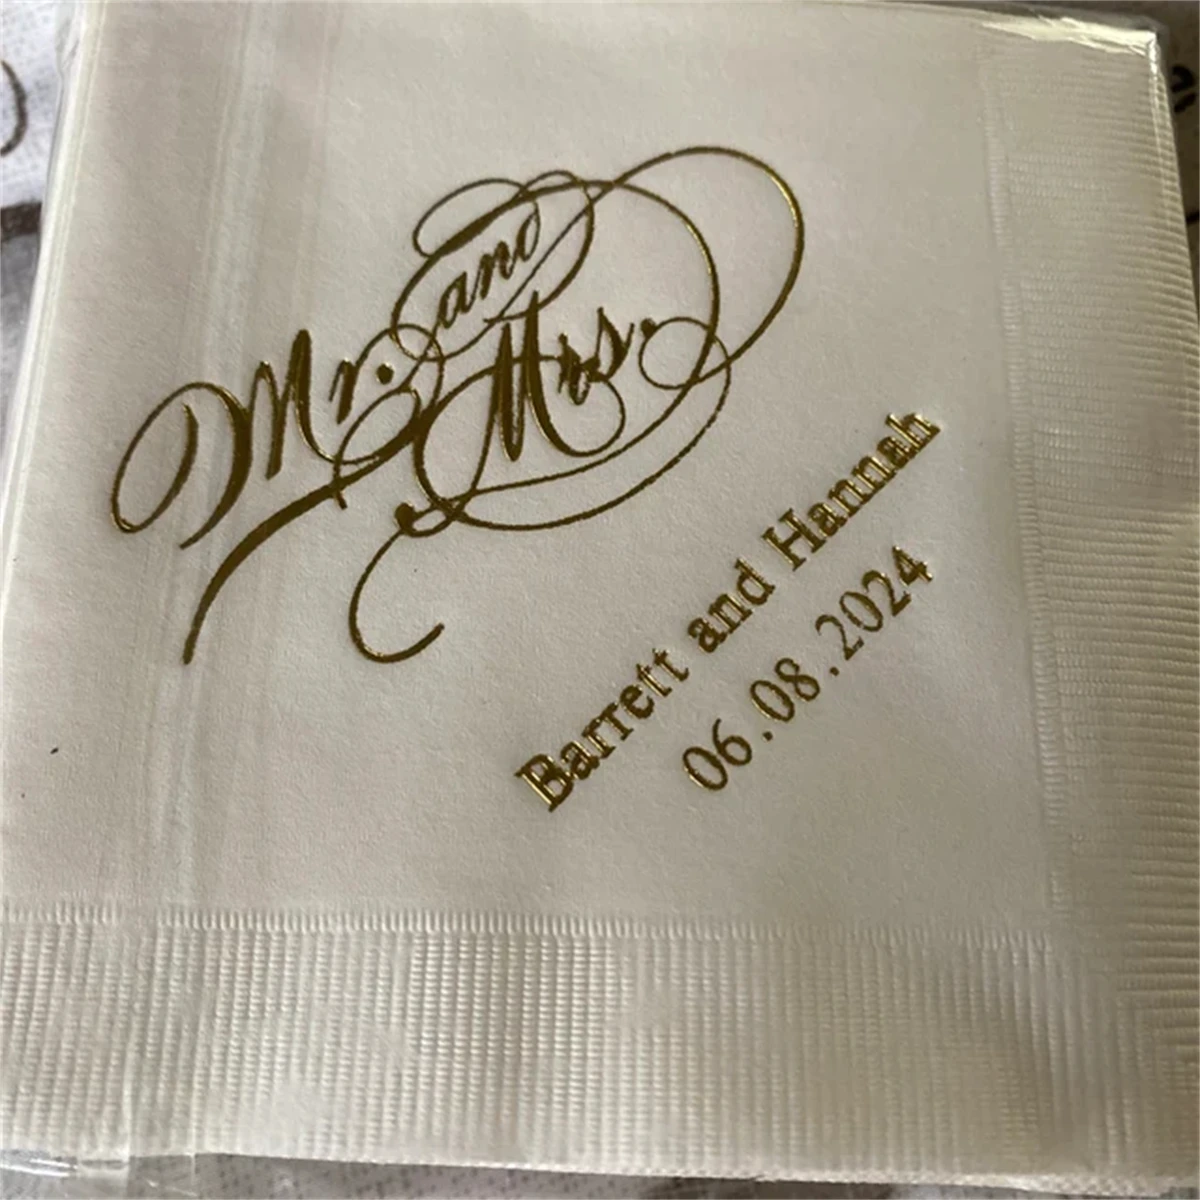 Mr. and Mrs.
Barrett and Hannah
06.08.2024